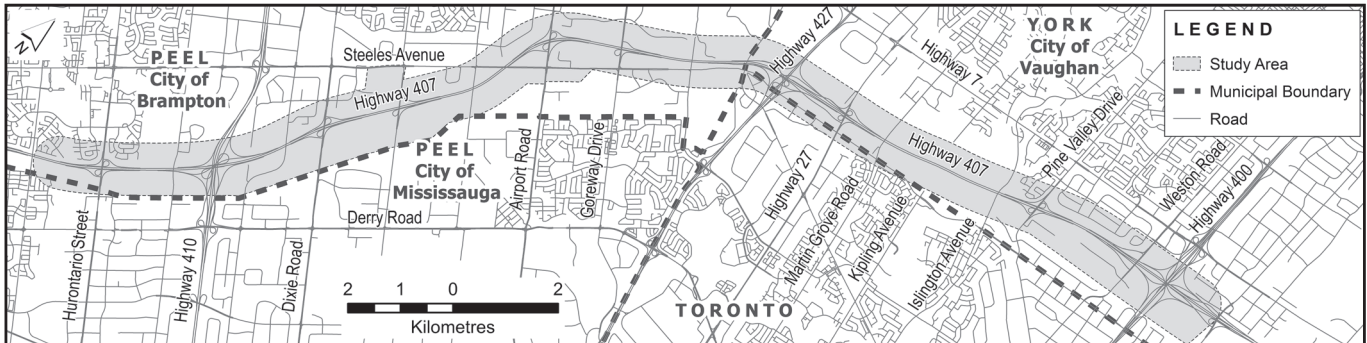 N
PEEL
City of
Brampton
Steeles Avenue
Highway 407
PEEL
City of
Mississauga
Airport Road
Goreway Drive
Derry Road
Hurontario Street
Highway 410
Dixie Road
2 1 0 2
Kilometres
Highway 427
Highway 7
YORK
City of
Vaughan
Highway 407
Pine Valley Drive
Weston Road
Highway 400
Highway 27
Martin Grove Road
Kipling Avenue
Islington Avenue
TORONTO
LEGEND
Study Area
Municipal Boundary
Road